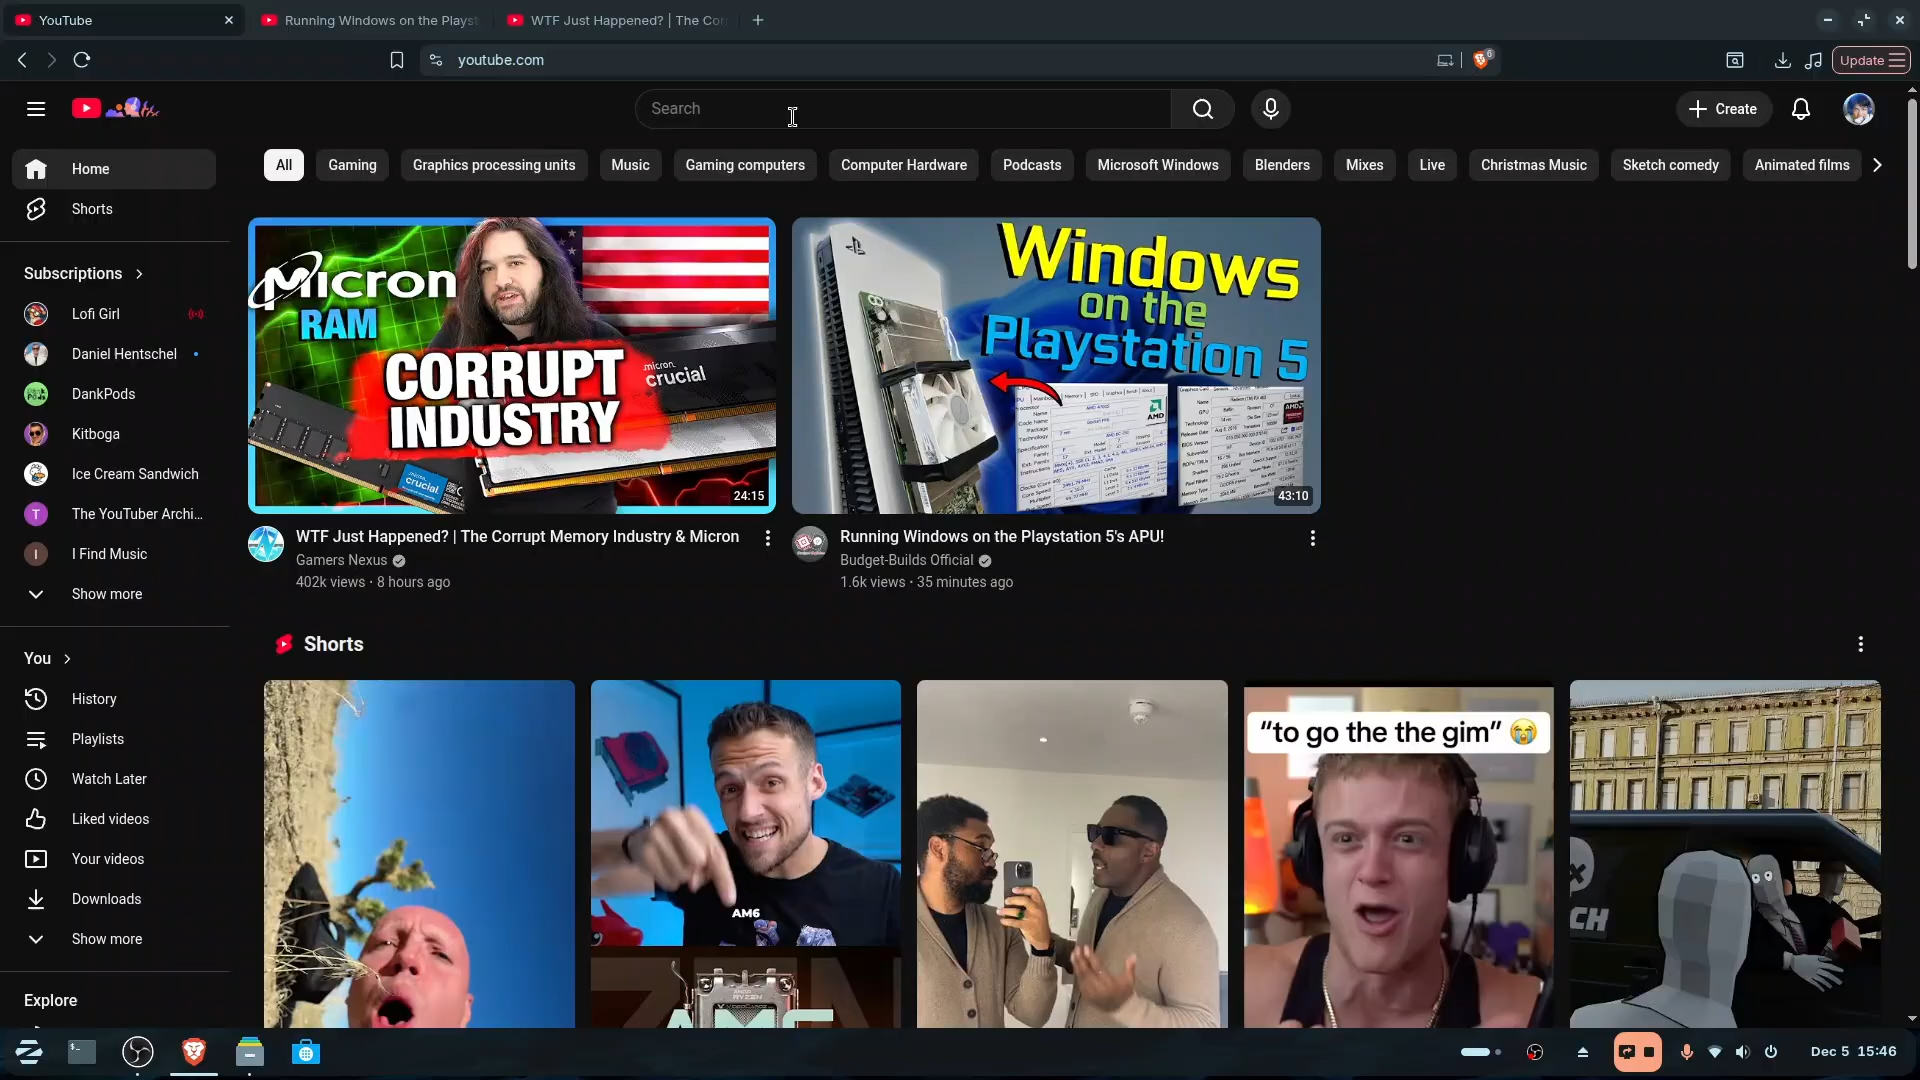 YouTube
Running Windows on the Playst
WTF Just Happened? | The Cor
youtube.com
6
Update
Search
Create
All
Gaming
Graphics processing units
Music
Gaming computers
Computer Hardware
Podcasts
Microsoft Windows
Blenders
Mixes
Live
Christmas Music
Sketch comedy
Animated films
Home
Shorts
Subscriptions
Lofi Girl
Daniel Hentschel
DankPods
Kitboga
Ice Cream Sandwich
The YouTuber Archi...
I Find Music
Show more
You
History
Playlists
Watch Later
Liked videos
Your videos
Downloads
Show more
Explore
Micron
RAM
CORRUPT
INDUSTRY
micron
crucial
crucial
24:15
WTF Just Happened? | The Corrupt Memory Industry & Micron
Gamers Nexus
402k views · 8 hours ago
Windows
on the
Playstation 5
AMD
43:10
Running Windows on the Playstation 5's APU!
Budget-Builds Official
1.6k views · 35 minutes ago
Shorts
AM6
"to go the the gim" 😭
Dec 5 15:46